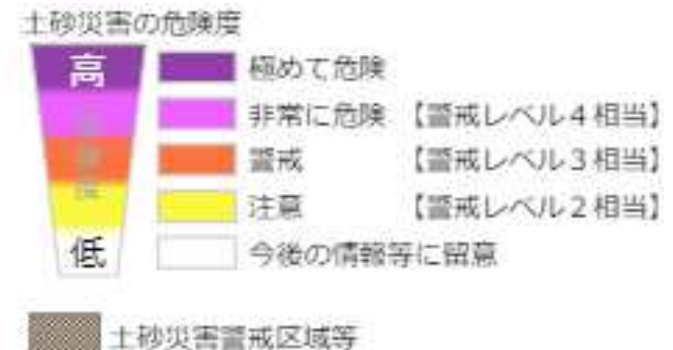 土砂災害の危険度
高
危険度
低
極めて危険
非常に危険 【警戒レベル4相当】
警戒 【警戒レベル3相当】
注意 【警戒レベル2相当】
今後の情報等に留意
土砂災害警戒区域等